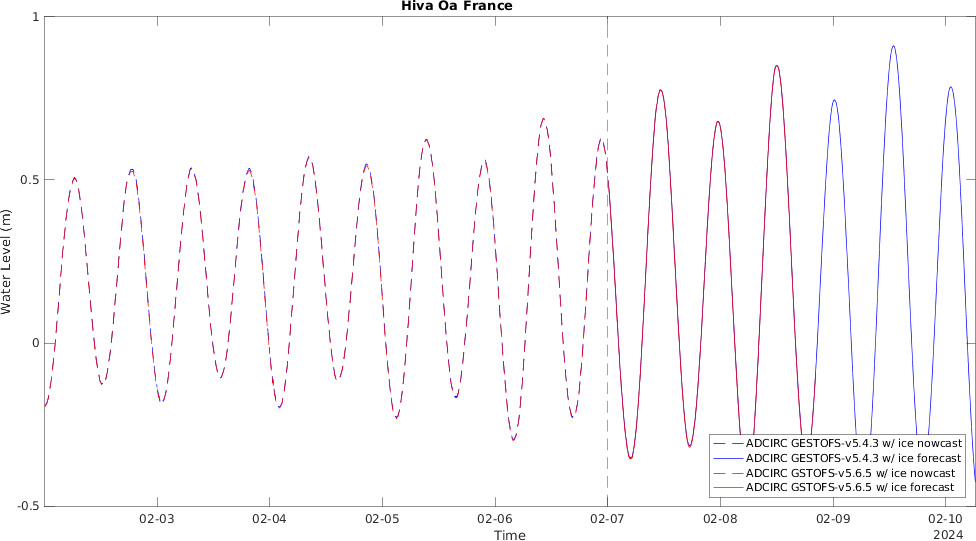 Hiva Oa France
1
0.5
0
-0.5
Water Level (m)
02-03
02-04
02-05
02-06
02-07
02-08
02-09
02-10
2024
Time
ADCIRC GESTOFS-v5.4.3 w/ ice nowcast
ADCIRC GESTOFS-v5.4.3 w/ ice forecast
ADCIRC GSTOFS-v5.6.5 w/ ice nowcast
ADCIRC GSTOFS-v5.6.5 w/ ice forecast